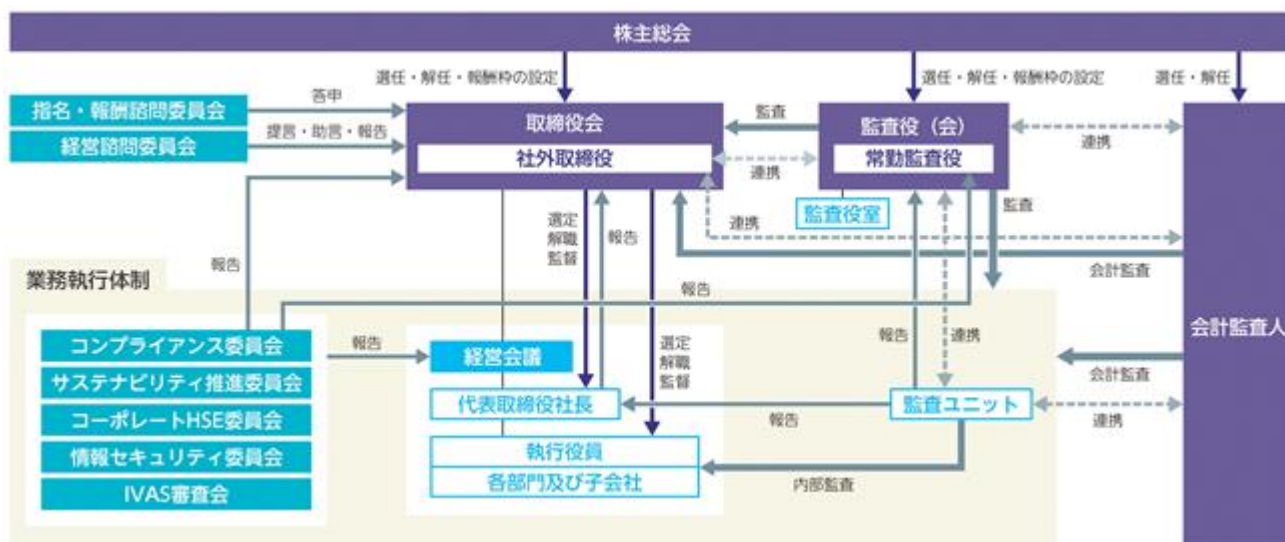 株主総会
選任・解任・報酬枠の設定
選任・解任・報酬枠の設定
選任・解任
指名・報酬諮問委員会
答申
経営諮問委員会
提言・助言・報告
取締役会
社外取締役
監査
連携
監査役（会）
常勤監査役
連携
監査役室
監査
選定
解職
監督
報告
連携
会計監査
報告
業務執行体制
報告
会計監査人
コンプライアンス委員会
サステナビリティ推進委員会
コーポレートHSE委員会
情報セキュリティ委員会
IVAS審査会
報告
経営会議
選定
解職
監督
報告
連携
会計監査
代表取締役社長
報告
監査ユニット
連携
執行役員
各部門及び子会社
内部監査